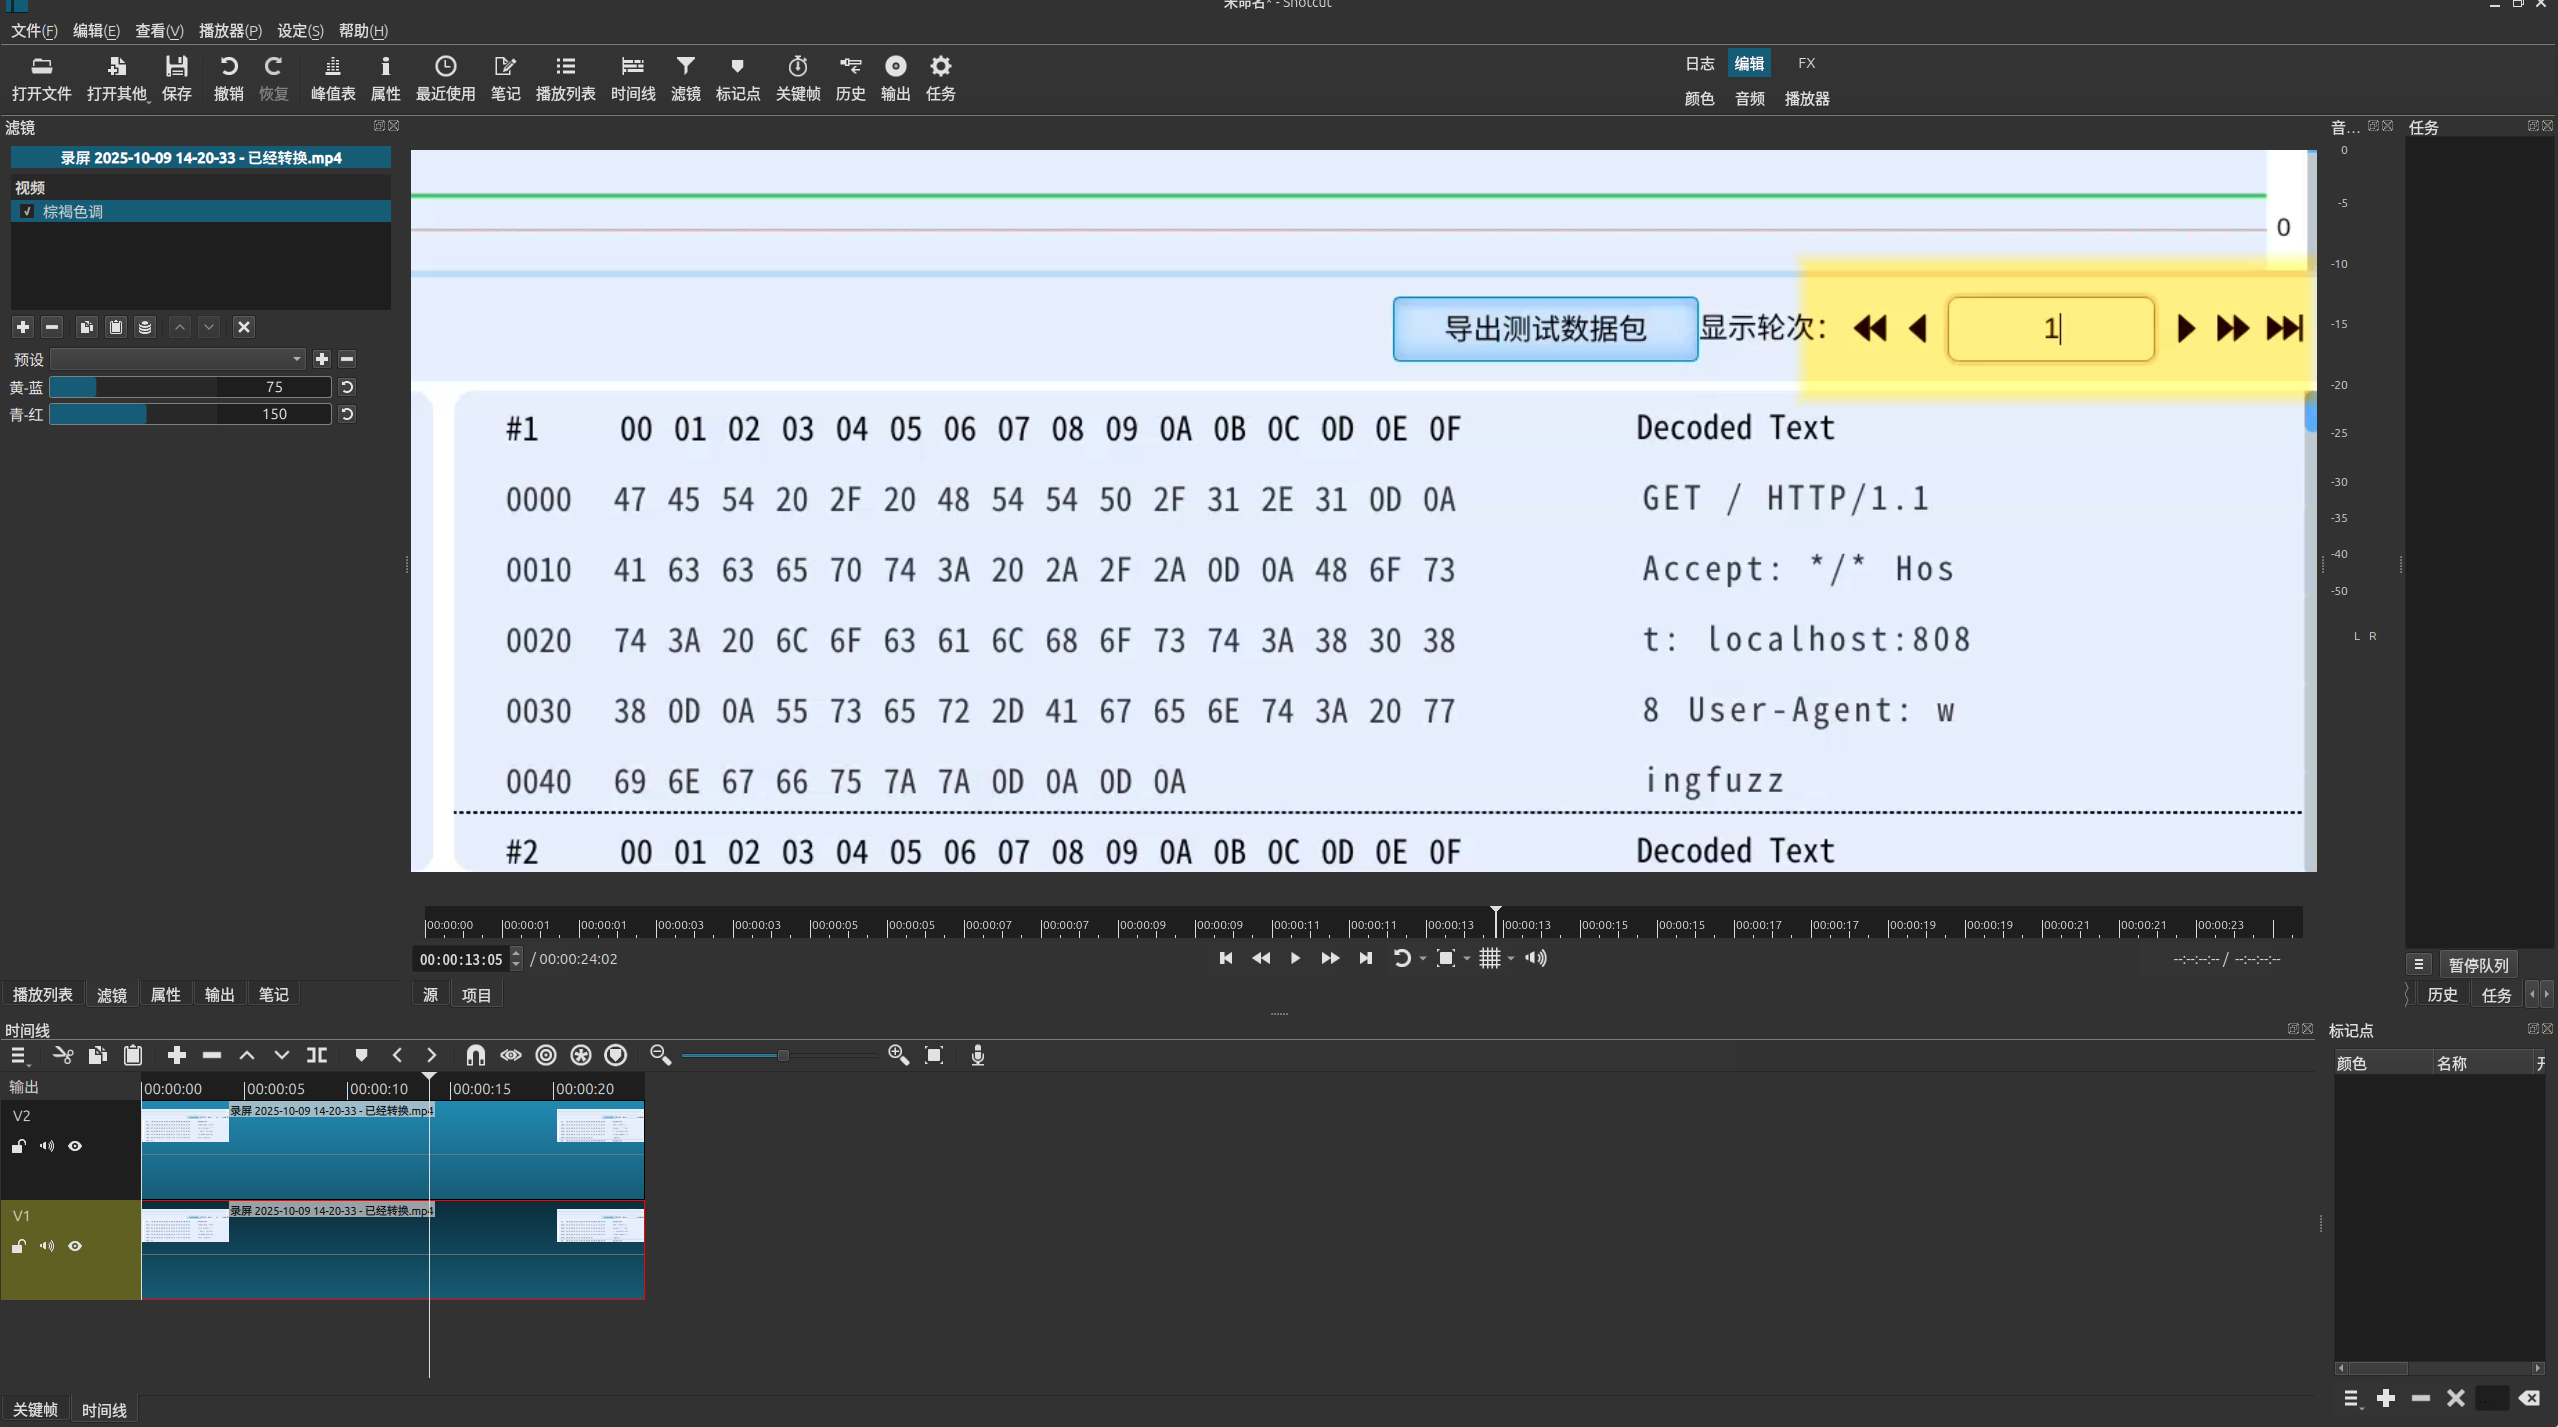 未命名* - Shotcut
文件(F) 编辑(E) 查看(V) 播放器(P) 设定(S) 帮助(H)
打开文件 打开其他 保存 撤销 恢复 峰值表 属性 最近使用 笔记 播放列表 时间线 滤镜 标记点 关键帧 历史 输出 任务
日志 编辑 FX
颜色 音频 播放器
滤镜
录屏 2025-10-09 14-20-33 - 已经转换.mp4
视频
棕褐色调
预设
黄-蓝 75
青-红 150
0
导出测试数据包 显示轮次： 1
#1 00 01 02 03 04 05 06 07 08 09 0A 0B 0C 0D 0E 0F Decoded Text
0000 47 45 54 20 2F 20 48 54 54 50 2F 31 2E 31 0D 0A GET / HTTP/1.1
0010 41 63 63 65 70 74 3A 20 2A 2F 2A 0D 0A 48 6F 73 Accept: */* Hos
0020 74 3A 20 6C 6F 63 61 6C 68 6F 73 74 3A 38 30 38 t: localhost:808
0030 38 0D 0A 55 73 65 72 2D 41 67 65 6E 74 3A 20 77 8 User-Agent: w
0040 69 6E 67 66 75 7A 7A 0D 0A 0D 0A ingfuzz
#2 00 01 02 03 04 05 06 07 08 09 0A 0B 0C 0D 0E 0F Decoded Text
00:00:00 00:00:01 00:00:01 00:00:03 00:00:03 00:00:05 00:00:05 00:00:07 00:00:07 00:00:09 00:00:09 00:00:11 00:00:11 00:00:13 00:00:13 00:00:15 00:00:15 00:00:17 00:00:17 00:00:19 00:00:19 00:00:21 00:00:21 00:00:23
00:00:13:05 / 00:00:24:02
--:--:--:-- / --:--:--:--
播放列表 滤镜 属性 输出 笔记
源 项目
音...
0
-5
-10
-15
-20
-25
-30
-35
-40
-50
L R
任务
暂停队列
历史 任务
时间线
输出
00:00:00 00:00:05 00:00:10 00:00:15 00:00:20
V2
录屏 2025-10-09 14-20-33 - 已经转换.mp4
V1
录屏 2025-10-09 14-20-33 - 已经转换.mp4
关键帧 时间线
标记点
颜色 名称